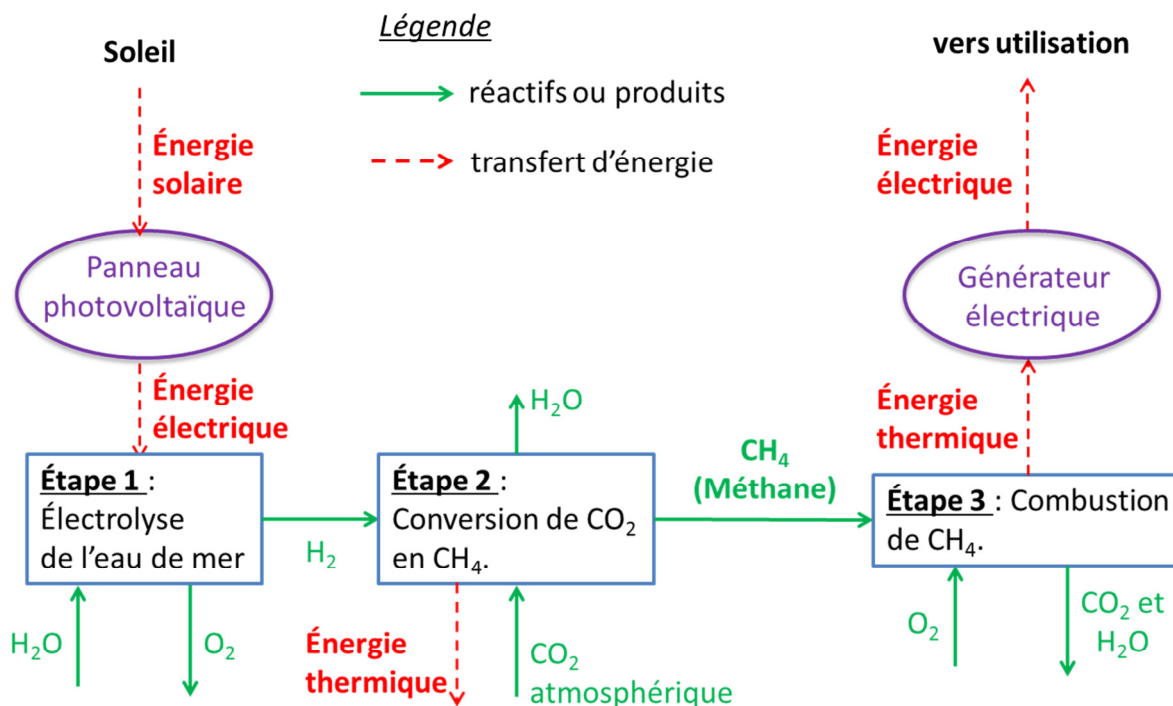 Légende
Soleil
vers utilisation
réactifs ou produits
transfert d’énergie
Énergie
solaire
Énergie
électrique
Panneau
photovoltaïque
Générateur
électrique
Énergie
électrique
Énergie
thermique
H₂O
CH₄
(Méthane)
Étape 1 :
Électrolyse
de l’eau de mer
H₂
Étape 2 :
Conversion de CO₂
en CH₄.
Étape 3 : Combustion
de CH₄.
H₂O
O₂
Énergie
thermique
CO₂
atmosphérique
O₂
CO₂ et
H₂O